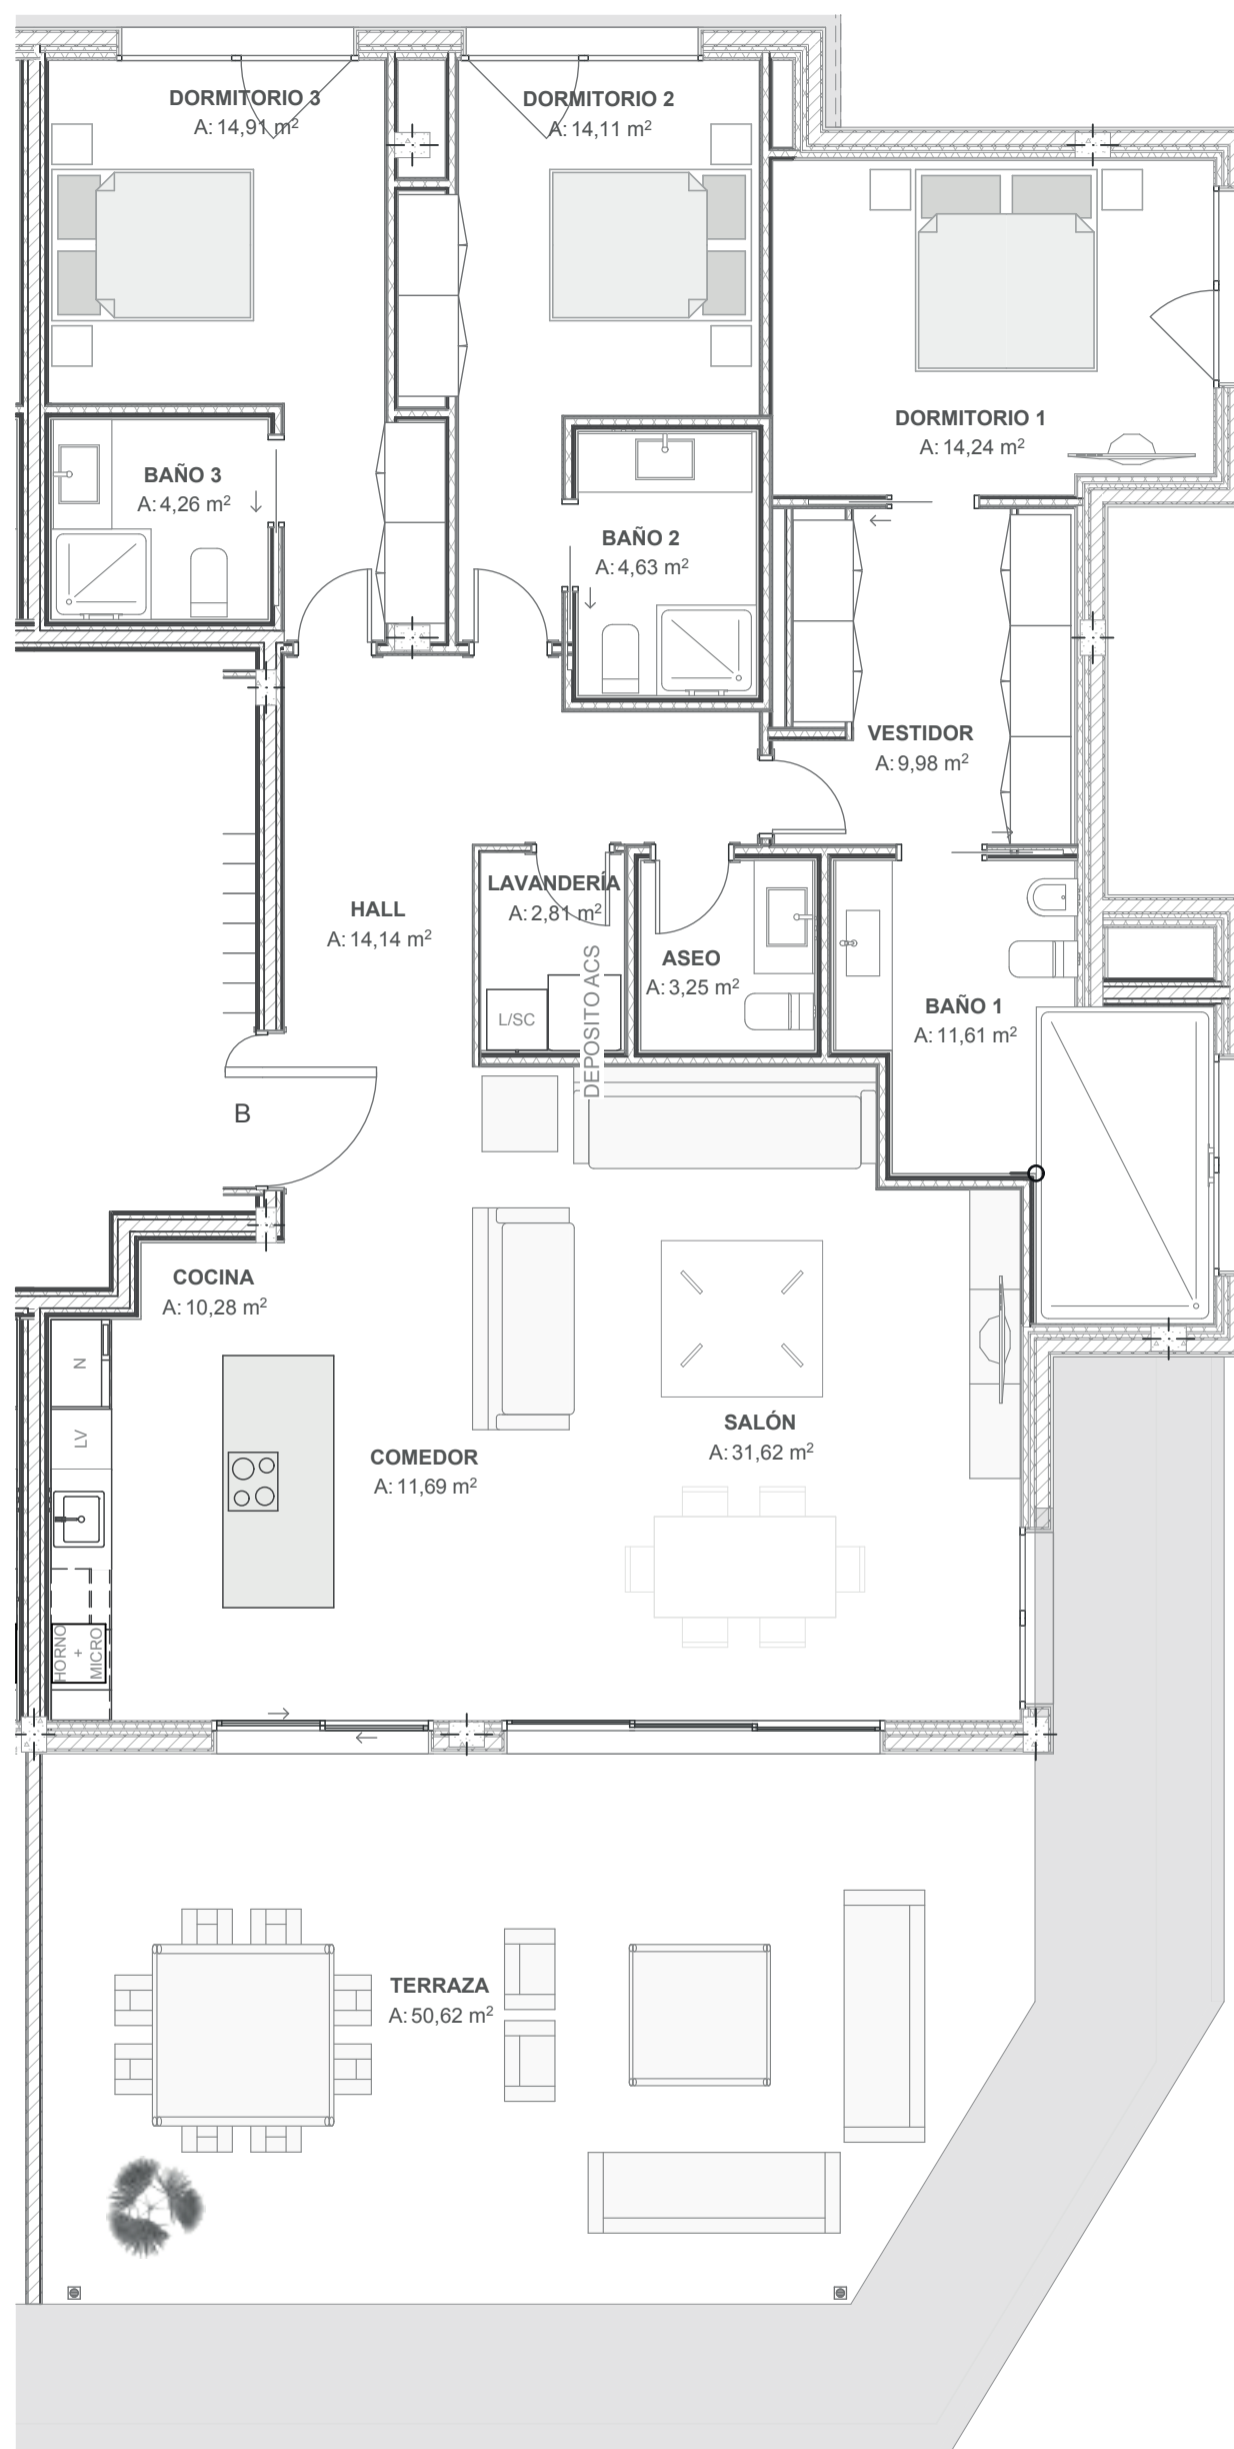 DORMITORIO 3
A: 14,91 m²
DORMITORIO 2
A: 14,11 m²
DORMITORIO 1
A: 14,24 m²
BAÑO 3
A: 4,26 m²
BAÑO 2
A: 4,63 m²
VESTIDOR
A: 9,98 m²
LAVANDERÍA
A: 2,81 m²
HALL
A: 14,14 m²
ASEO
A: 3,25 m²
DEPOSITO ACS
L/SC
BAÑO 1
A: 11,61 m²
B
COCINA
A: 10,28 m²
N
LV
SALÓN
A: 31,62 m²
COMEDOR
A: 11,69 m²
HORNO
+
MICRO
TERRAZA
A: 50,62 m²